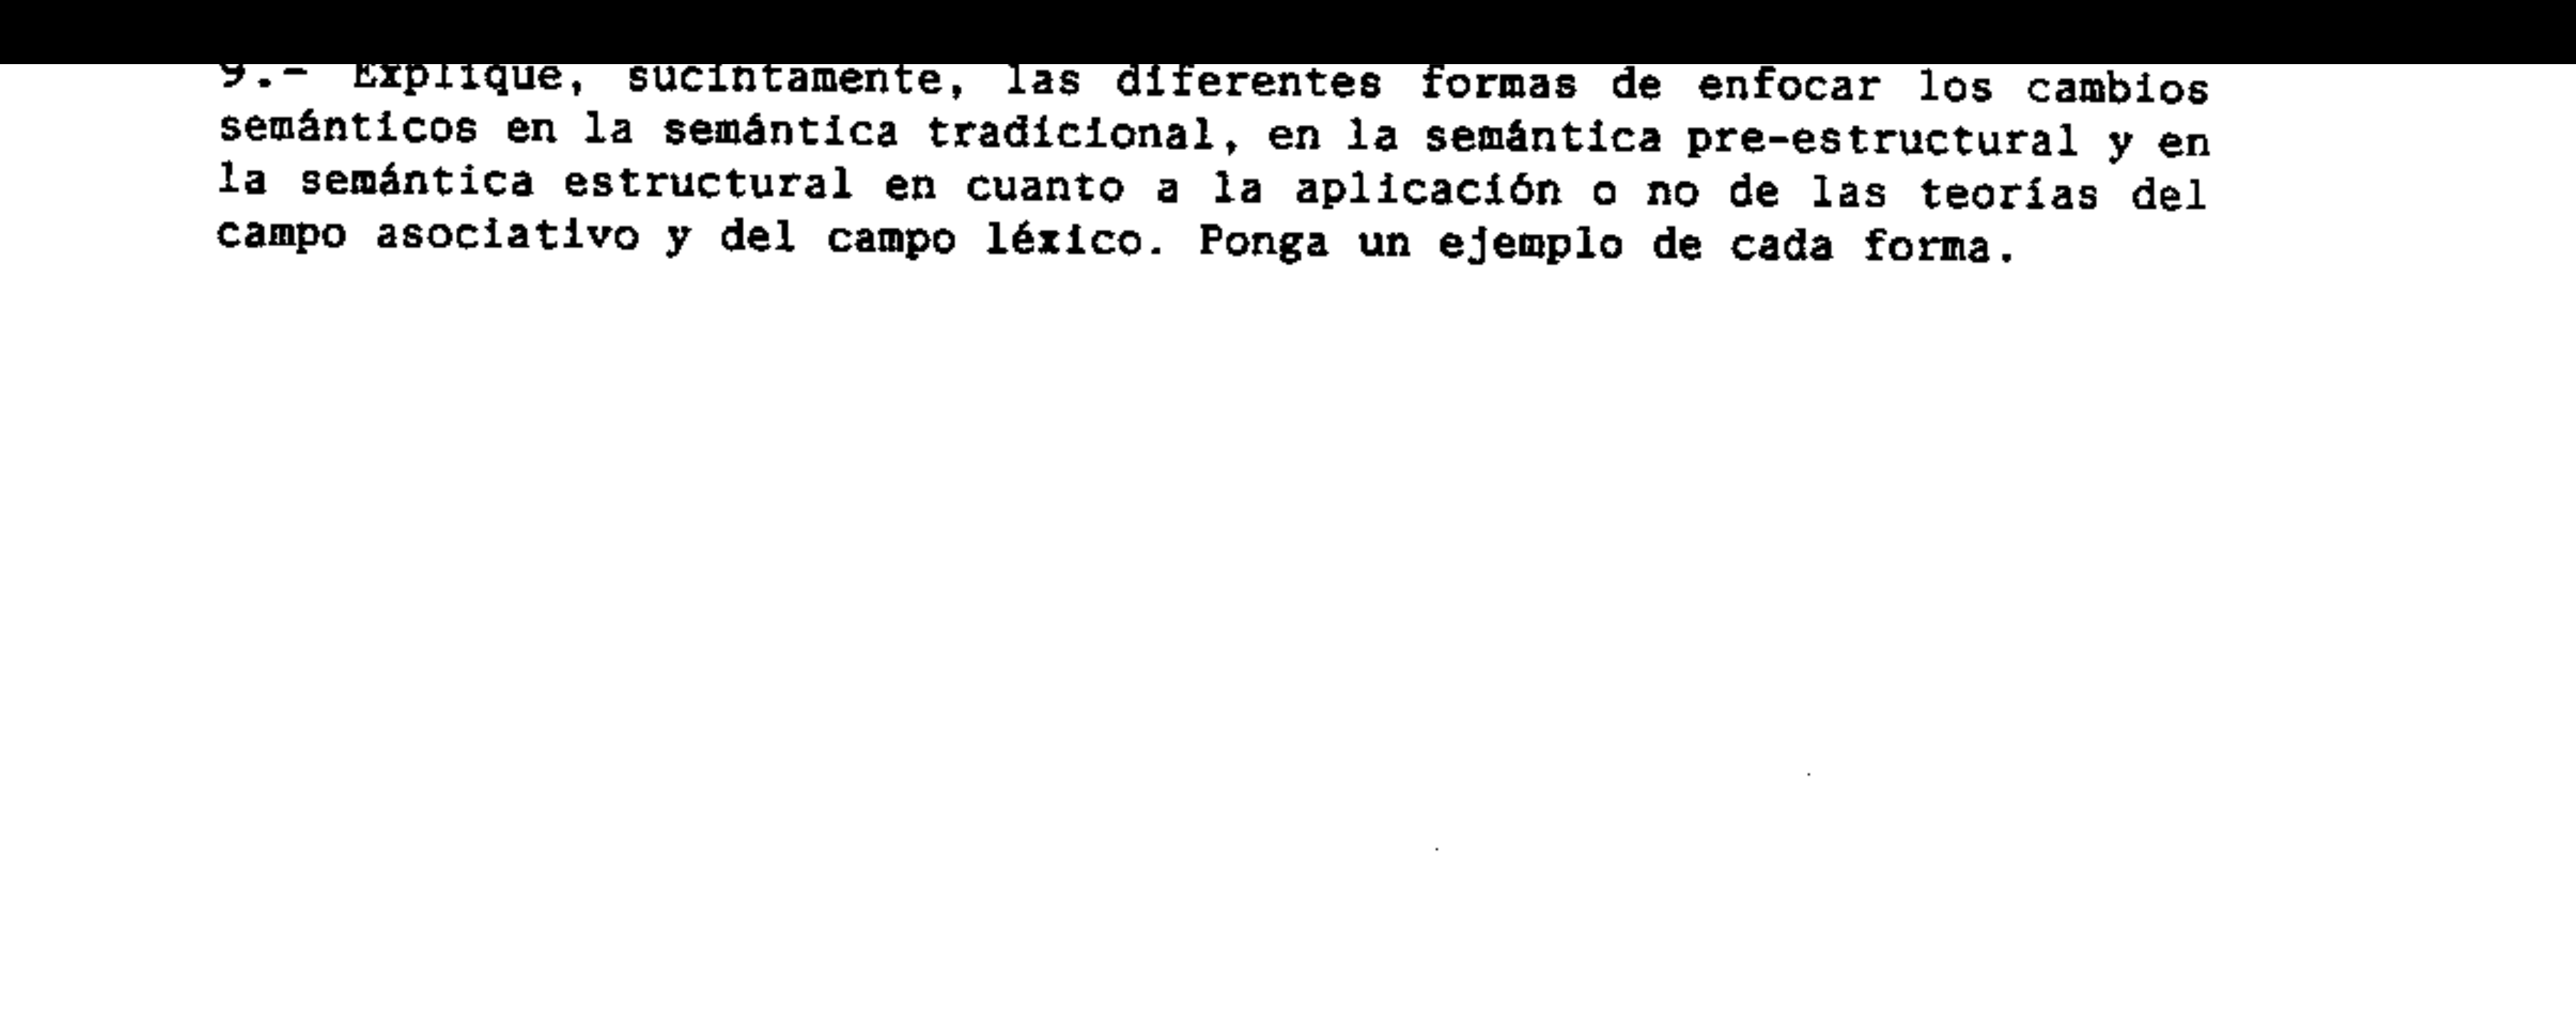 9.- Explique, sucintamente, las diferentes formas de enfocar los cambios
semánticos en la semántica tradicional, en la semántica pre-estructural y en
la semántica estructural en cuanto a la aplicación o no de las teorías del
campo asociativo y del campo léxico. Ponga un ejemplo de cada forma.